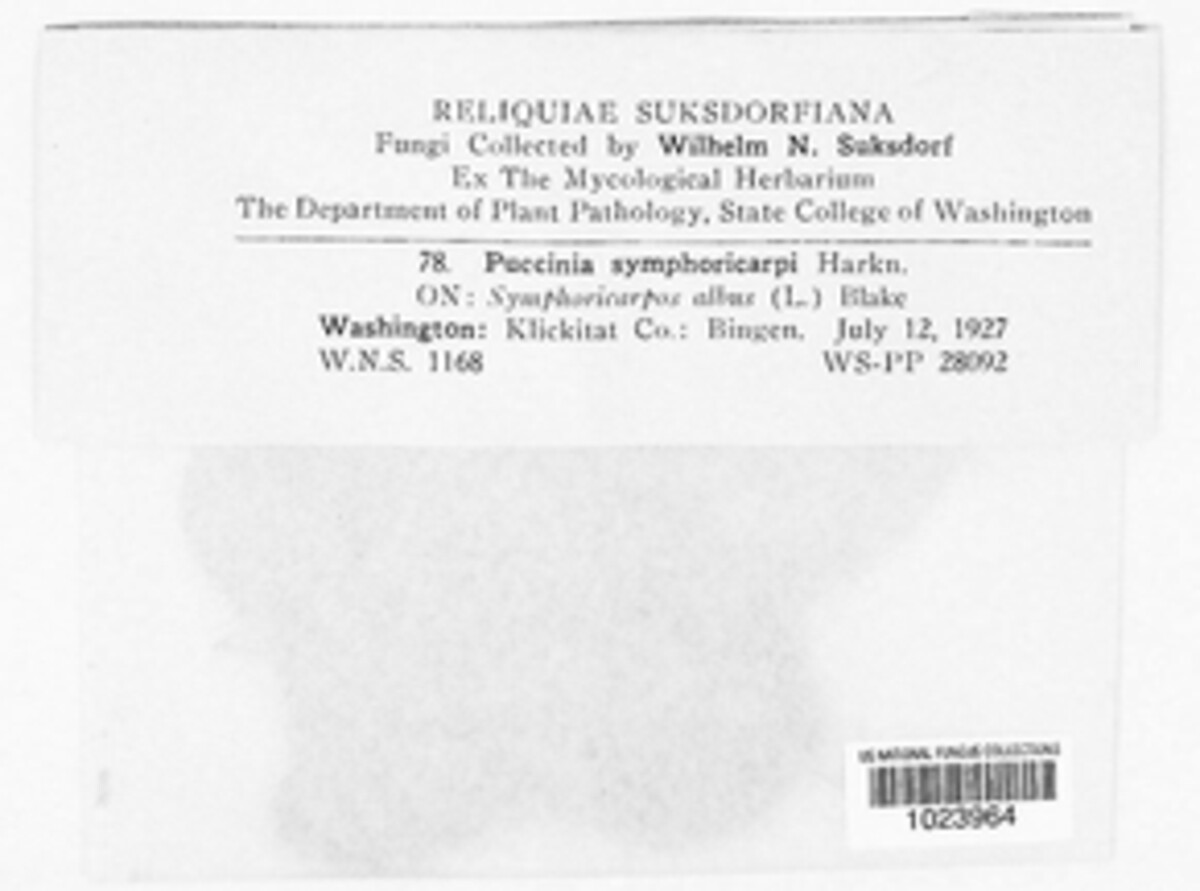 RELIQUIAE SUKSDORFIANA
Fungi Collected by Wilhelm N. Suksdorf
Ex The Mycological Herbarium
The Department of Plant Pathology, State College of Washington
78. Puccinia symphoricarpi Harkn.
ON: Symphoricarpos albus (L.) Blake
Washington: Klickitat Co.: Bingen. July 12, 1927
W.N.S. 1168 WS-PP 28092
US NATIONAL FUNGUS COLLECTIONS
1023964